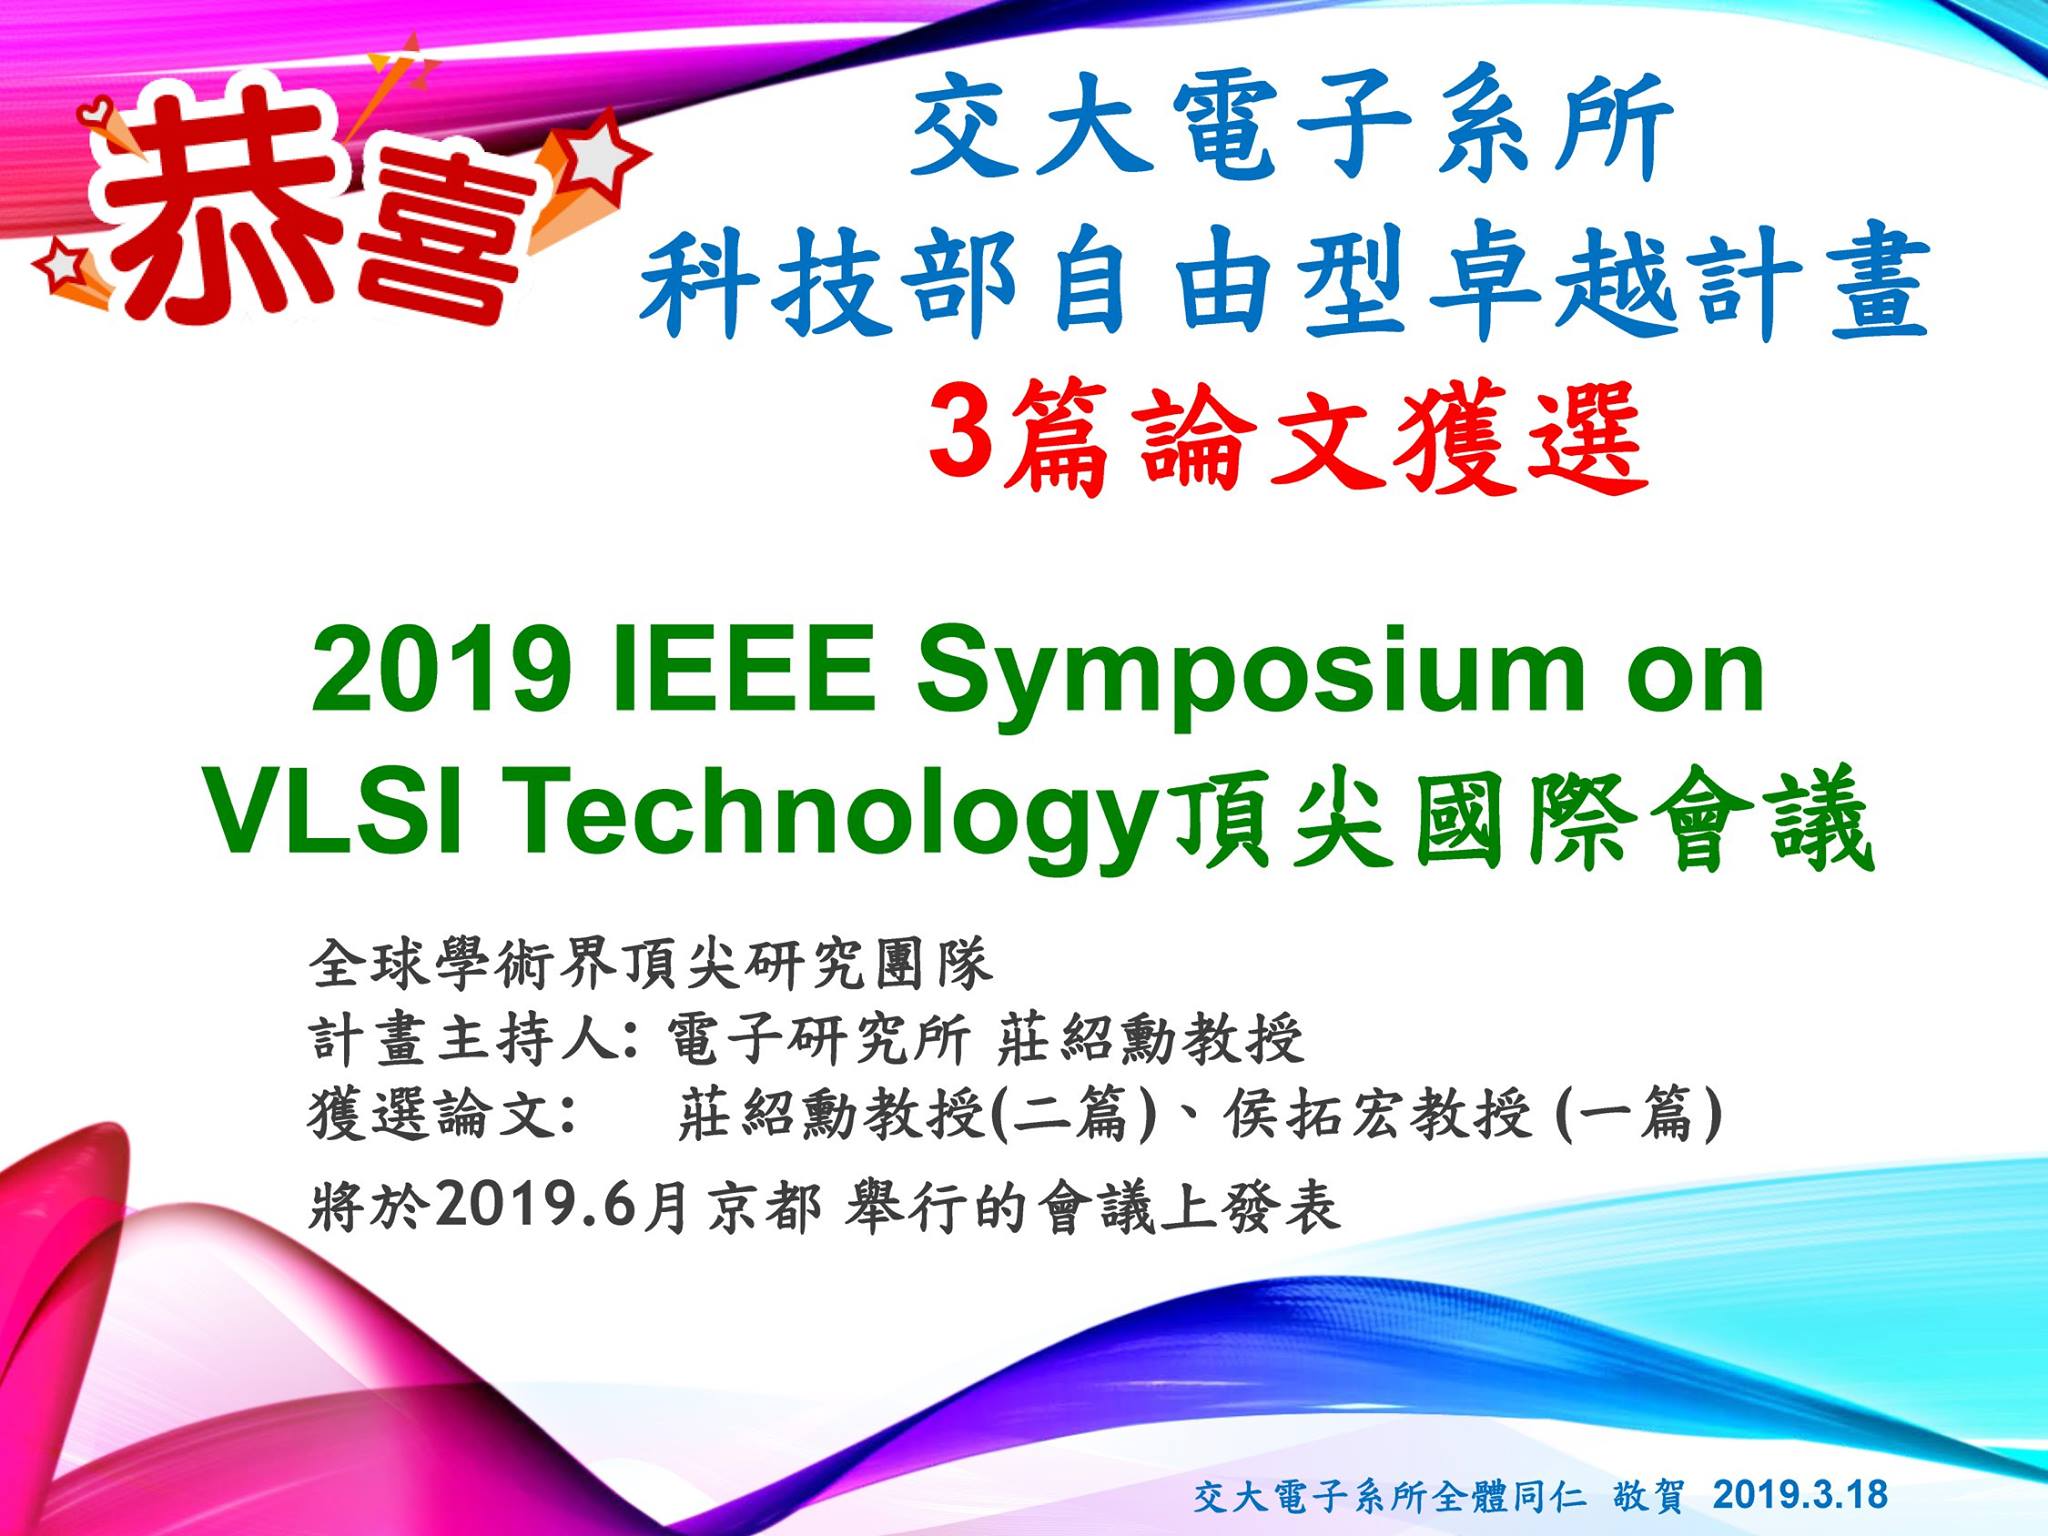 恭喜
交大電子系所
科技部自由型卓越計畫
3篇論文獲選
2019 IEEE Symposium on
VLSI Technology頂尖國際會議
全球學術界頂尖研究團隊
計畫主持人: 電子研究所 莊紹勳教授
獲選論文: 莊紹勳教授(二篇)、侯拓宏教授 (一篇)
將於2019.6月京都 舉行的會議上發表
交大電子系所全體同仁 敬賀 2019.3.18